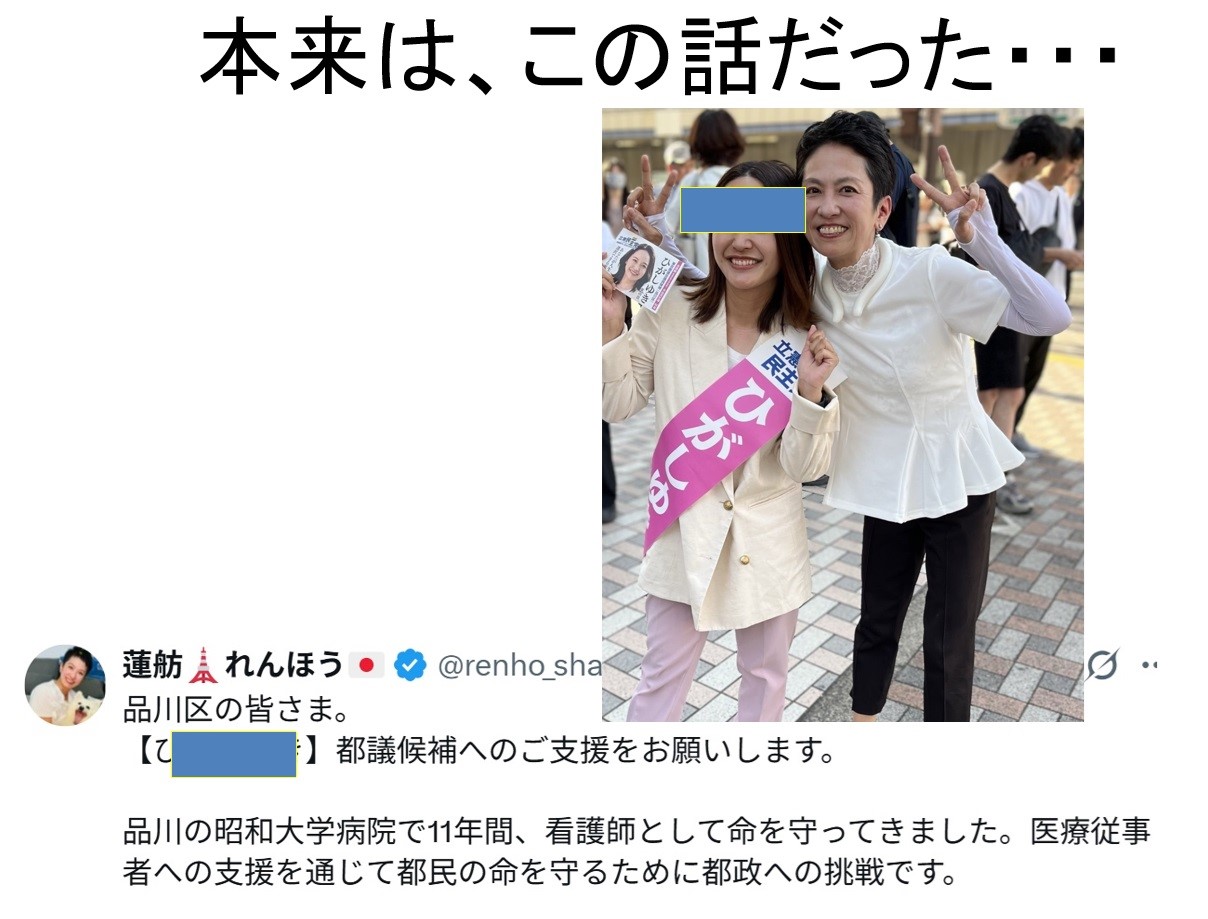 本来は、この話だった・・・
ひがしゆき
立憲
民主
ひがしゅ
蓮舫🗼れんほう🇯🇵 @renho_sha
品川区の皆さま。
【ひ き】都議候補へのご支援をお願いします。
品川の昭和大学病院で11年間、看護師として命を守ってきました。医療従事
者への支援を通じて都民の命を守るために都政への挑戦です。